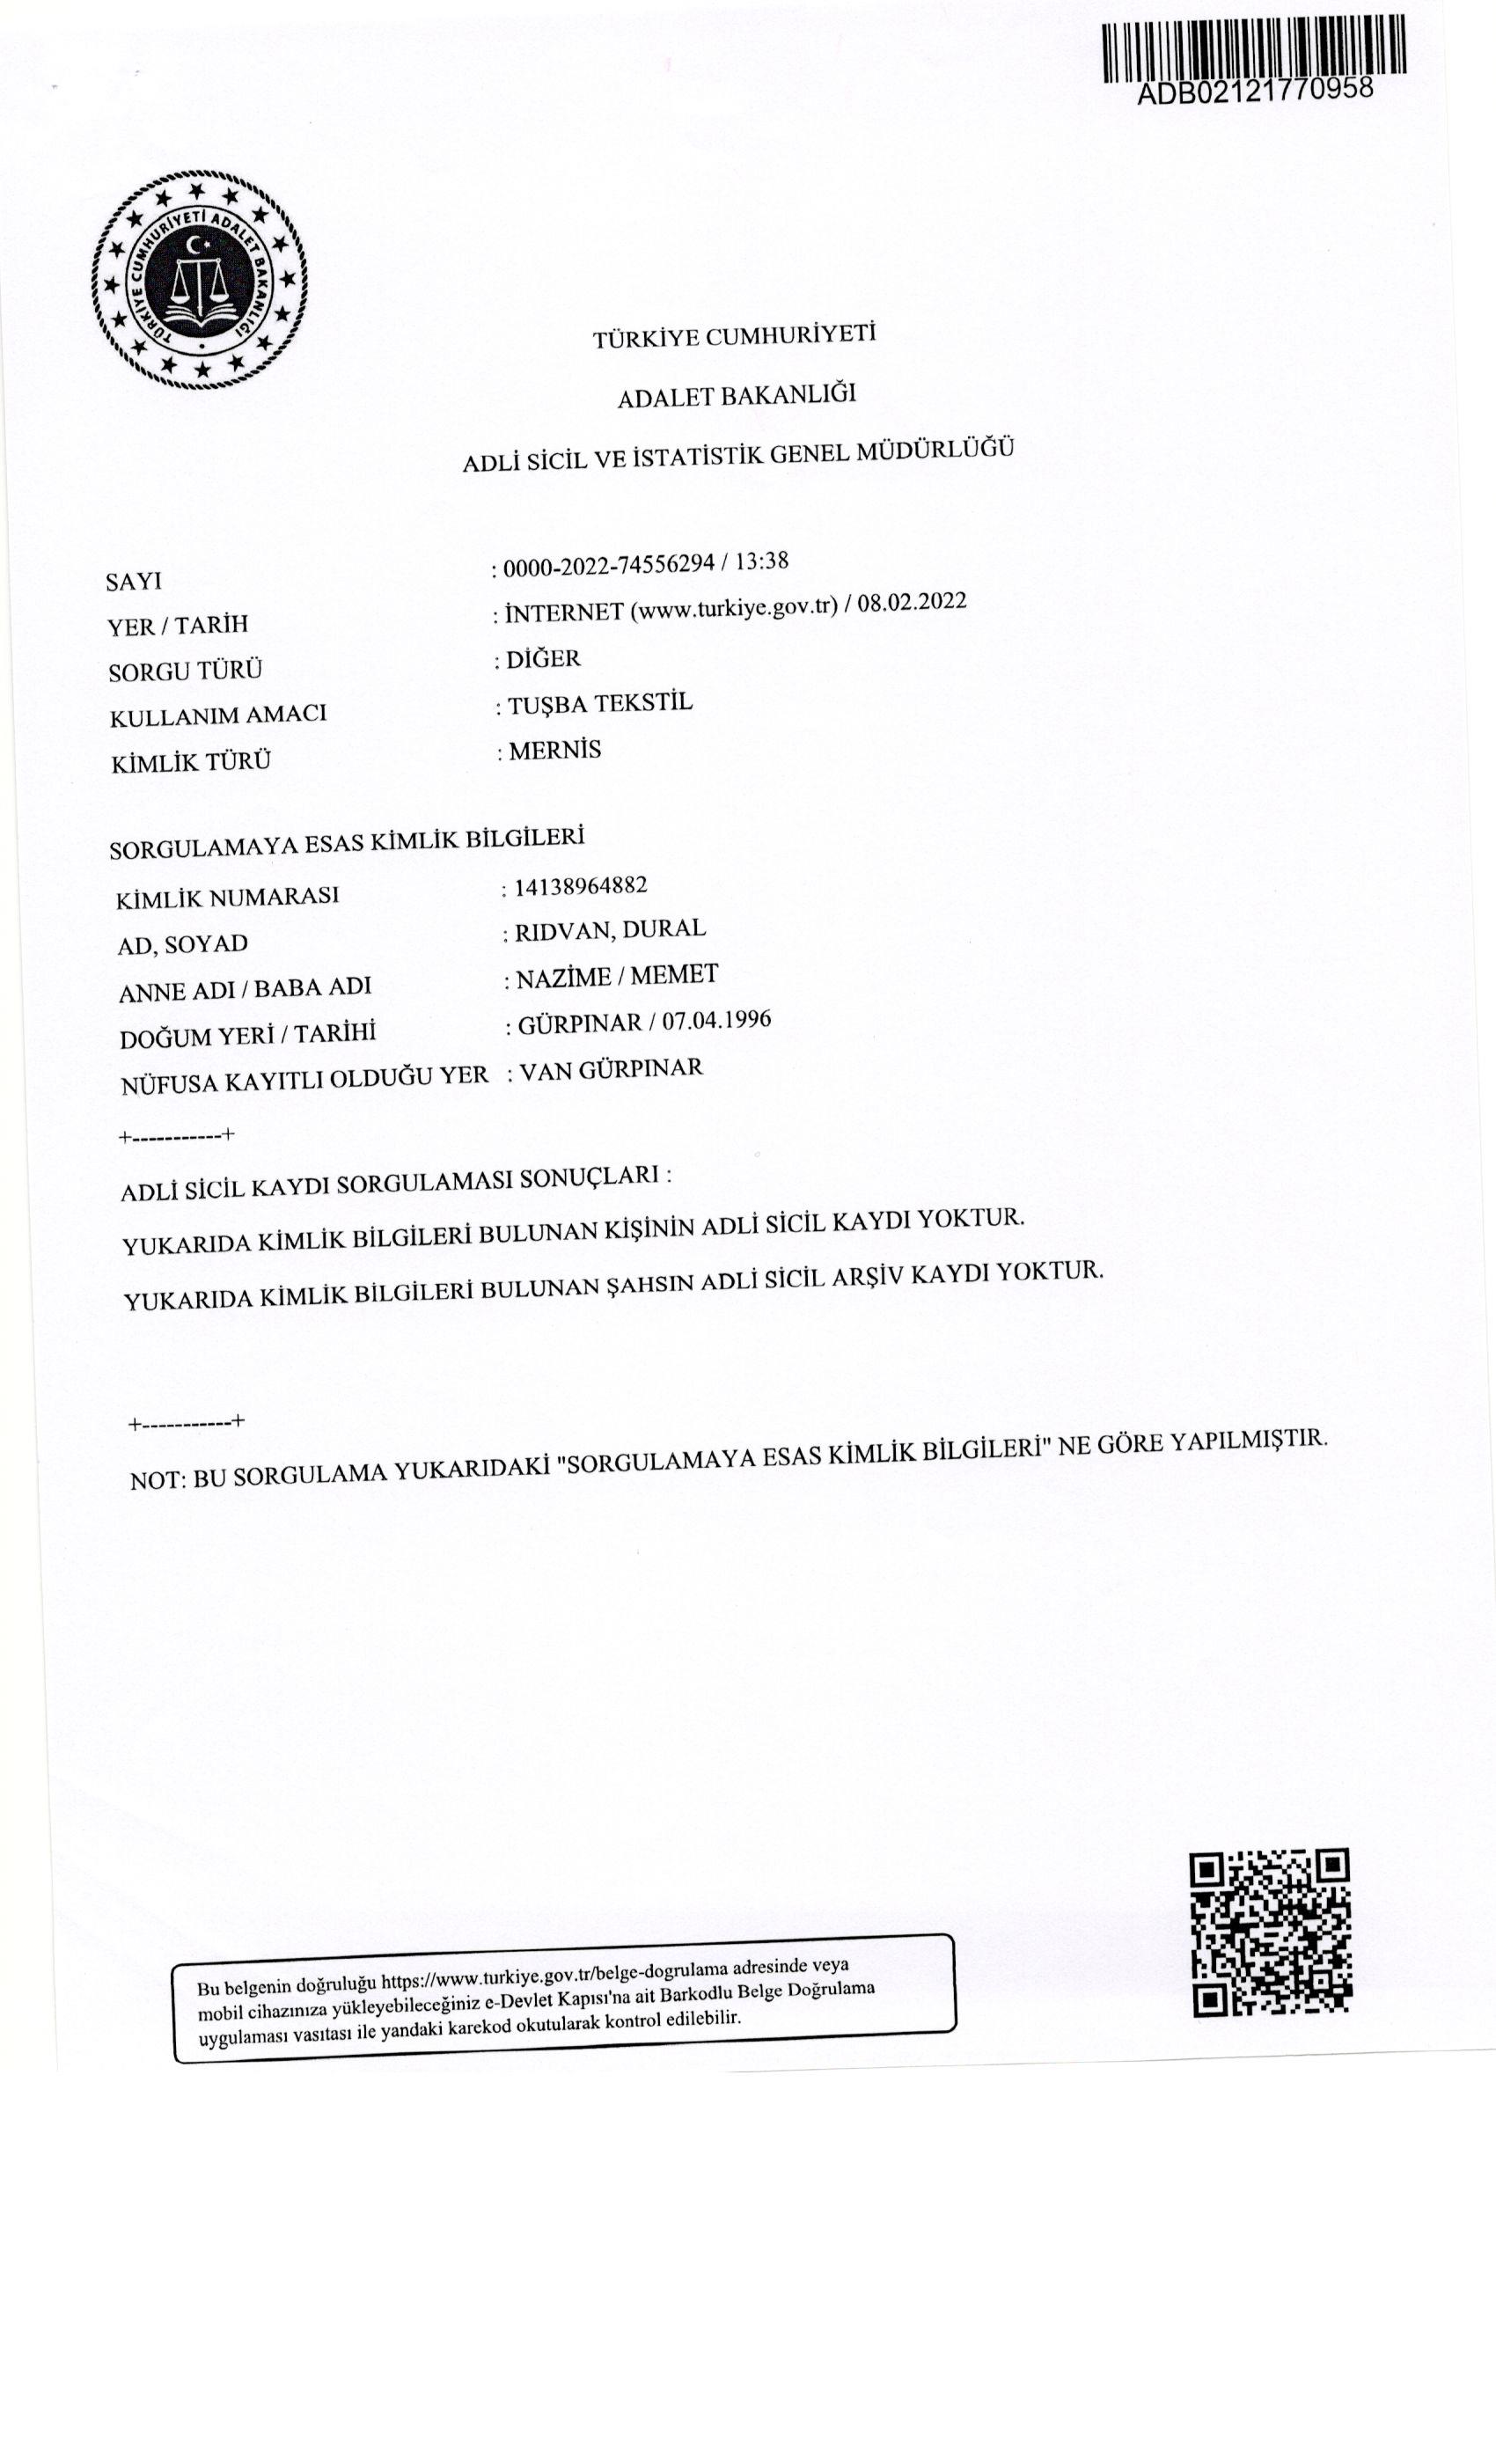 ADB02121770958
TÜRKİYE CUMHURİYETİ ADALET BAKANLIĞI
TÜRKİYE CUMHURİYETİ
ADALET BAKANLIĞI
ADLİ SİCİL VE İSTATİSTİK GENEL MÜDÜRLÜĞÜ
SAYI : 0000-2022-74556294 / 13:38
YER / TARİH : İNTERNET (www.turkiye.gov.tr) / 08.02.2022
SORGU TÜRÜ : DİĞER
KULLANIM AMACI : TUŞBA TEKSTİL
KİMLİK TÜRÜ : MERNİS
SORGULAMAYA ESAS KİMLİK BİLGİLERİ
KİMLİK NUMARASI : 14138964882
AD, SOYAD : RIDVAN, DURAL
ANNE ADI / BABA ADI : NAZİME / MEMET
DOĞUM YERİ / TARİHİ : GÜRPINAR / 07.04.1996
NÜFUSA KAYITLI OLDUĞU YER : VAN GÜRPINAR
+-----------+
ADLİ SİCİL KAYDI SORGULAMASI SONUÇLARI :
YUKARIDA KİMLİK BİLGİLERİ BULUNAN KİŞİNİN ADLİ SİCİL KAYDI YOKTUR.
YUKARIDA KİMLİK BİLGİLERİ BULUNAN ŞAHSIN ADLİ SİCİL ARŞİV KAYDI YOKTUR.
+-----------+
NOT: BU SORGULAMA YUKARIDAKİ "SORGULAMAYA ESAS KİMLİK BİLGİLERİ" NE GÖRE YAPILMIŞTIR.
Bu belgenin doğruluğu https://www.turkiye.gov.tr/belge-dogrulama adresinde veya
mobil cihazınıza yükleyebileceğiniz e-Devlet Kapısı'na ait Barkodlu Belge Doğrulama
uygulaması vasıtası ile yandaki karekod okutularak kontrol edilebilir.